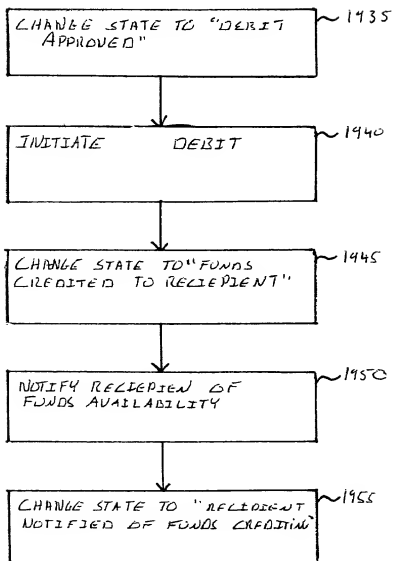 CHANGE STATE TO "DEBIT
APPROVED"
1935
INITIATE DEBIT
1940
CHANGE STATE TO "FUNDS
CREDITED TO RECIEPIENT"
1945
NOTIFY RECIEPIEN OF
FUNDS AVAILABILITY
1950
CHANGE STATE TO "RECIPIENT
NOTIFIED OF FUNDS CREDITING"
1955